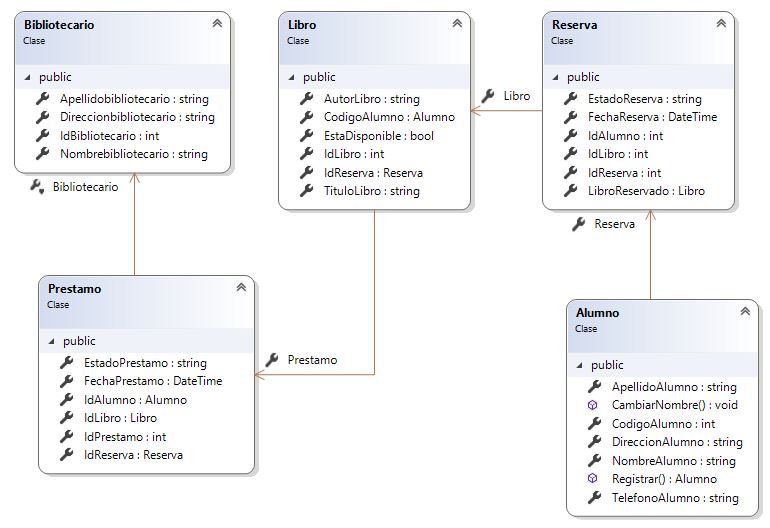 Bibliotecario
Clase
public
Apellidobibliotecario : string
Direccionbibliotecario : string
IdBibliotecario : int
Nombrebibliotecario : string
Bibliotecario
Libro
Clase
public
AutorLibro : string
CodigoAlumno : Alumno
EstaDisponible : bool
IdLibro : int
IdReserva : Reserva
TituloLibro : string
Libro
Reserva
Clase
public
EstadoReserva : string
FechaReserva : DateTime
IdAlumno : int
IdLibro : int
IdReserva : int
LibroReservado : Libro
Reserva
Prestamo
Clase
public
EstadoPrestamo : string
FechaPrestamo : DateTime
IdAlumno : Alumno
IdLibro : Libro
IdPrestamo : int
IdReserva : Reserva
Prestamo
Alumno
Clase
public
ApellidoAlumno : string
CambiarNombre() : void
CodigoAlumno : int
DireccionAlumno : string
NombreAlumno : string
Registrar() : Alumno
TelefonoAlumno : string